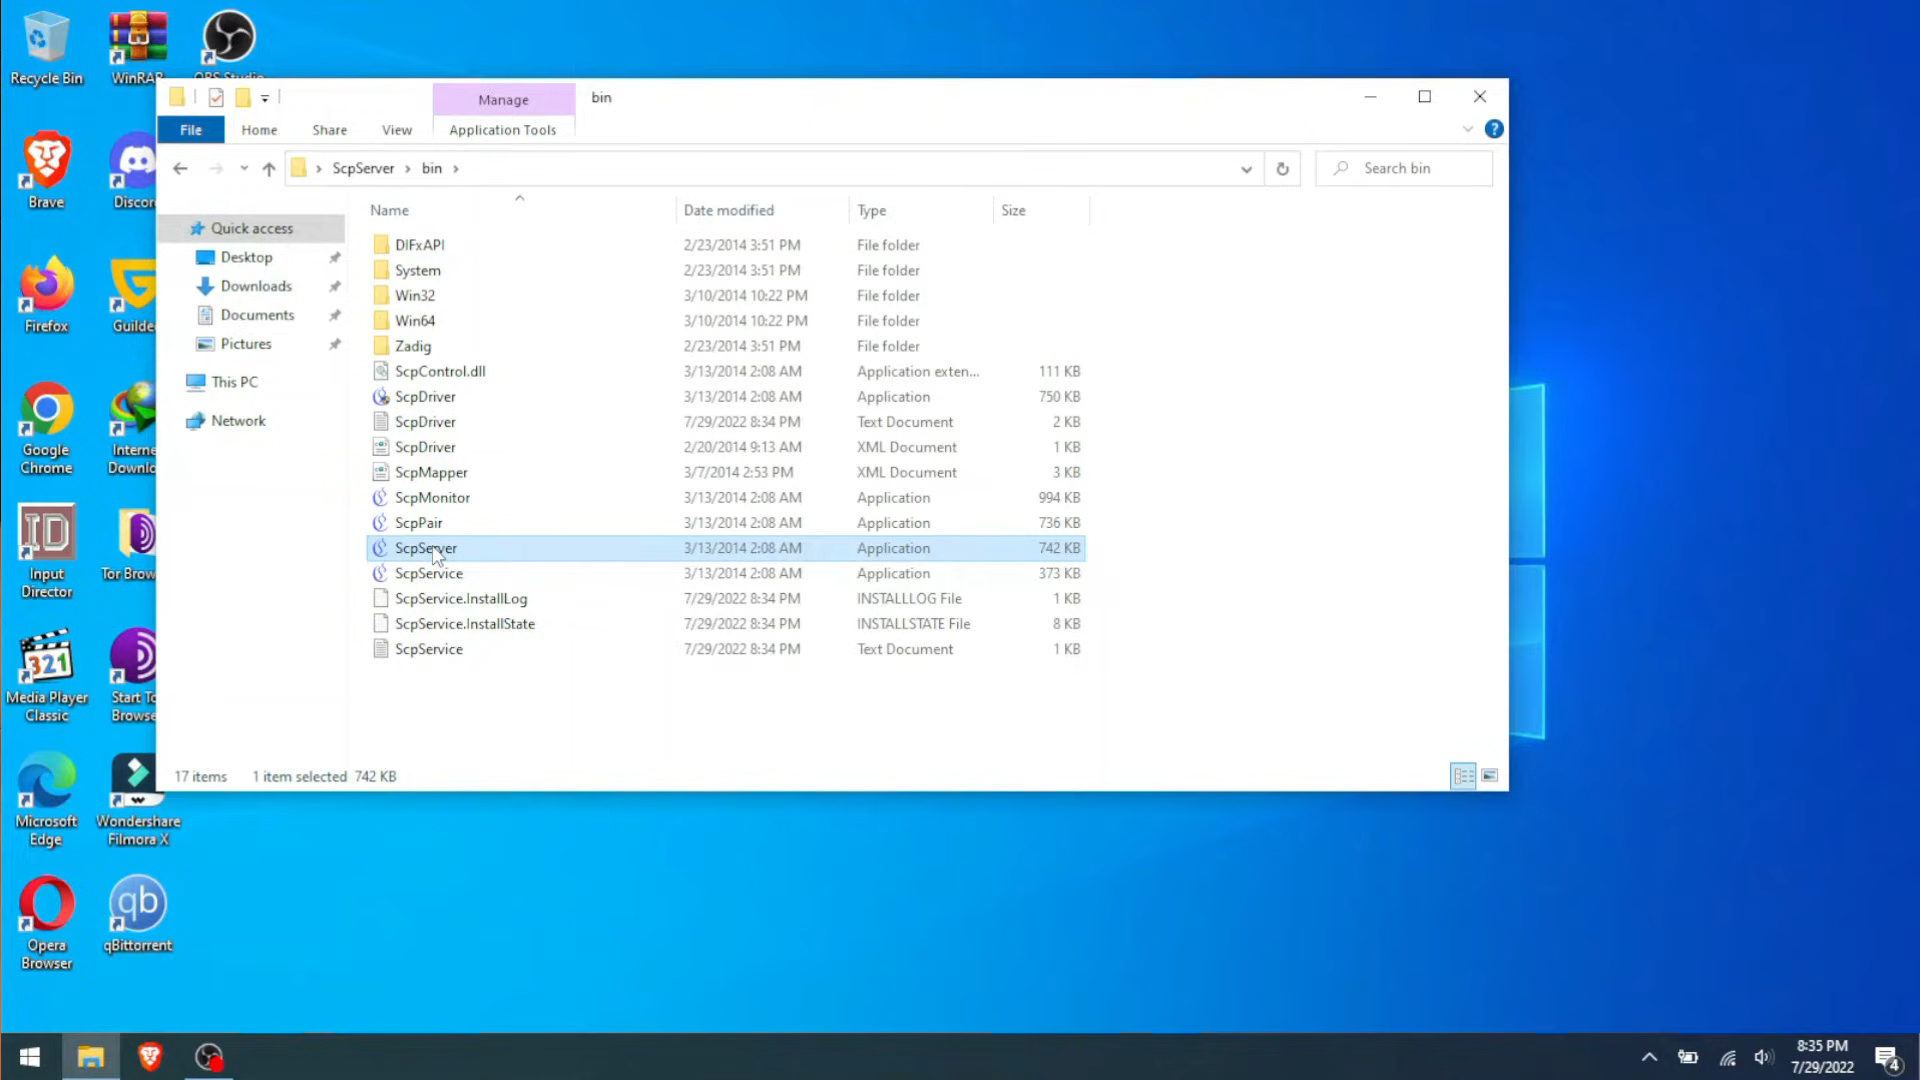 Recycle Bin
WinRAR
OBS Studio
Brave
Discor
Firefox
Guilde
Google
Chrome
Interne
Downlo
Input
Director
Tor Brow
Media Player
Classic
Start To
Browse
Microsoft
Edge
Wondershare
Filmora X
Opera
Browser
qBittorrent
Manage
bin
File
Home
Share
View
Application Tools
ScpServer
bin
Search bin
Quick access
Desktop
Downloads
Documents
Pictures
This PC
Network
Name Date modified Type Size
DIFxAPI 2/23/2014 3:51 PM File folder
System 2/23/2014 3:51 PM File folder
Win32 3/10/2014 10:22 PM File folder
Win64 3/10/2014 10:22 PM File folder
Zadig 2/23/2014 3:51 PM File folder
ScpControl.dll 3/13/2014 2:08 AM Application exten... 111 KB
ScpDriver 3/13/2014 2:08 AM Application 750 KB
ScpDriver 7/29/2022 8:34 PM Text Document 2 KB
ScpDriver 2/20/2014 9:13 AM XML Document 1 KB
ScpMapper 3/7/2014 2:53 PM XML Document 3 KB
ScpMonitor 3/13/2014 2:08 AM Application 994 KB
ScpPair 3/13/2014 2:08 AM Application 736 KB
ScpServer 3/13/2014 2:08 AM Application 742 KB
ScpService 3/13/2014 2:08 AM Application 373 KB
ScpService.InstallLog 7/29/2022 8:34 PM INSTALLLOG File 1 KB
ScpService.InstallState 7/29/2022 8:34 PM INSTALLSTATE File 8 KB
ScpService 7/29/2022 8:34 PM Text Document 1 KB
17 items 1 item selected 742 KB
8:35 PM
7/29/2022
4